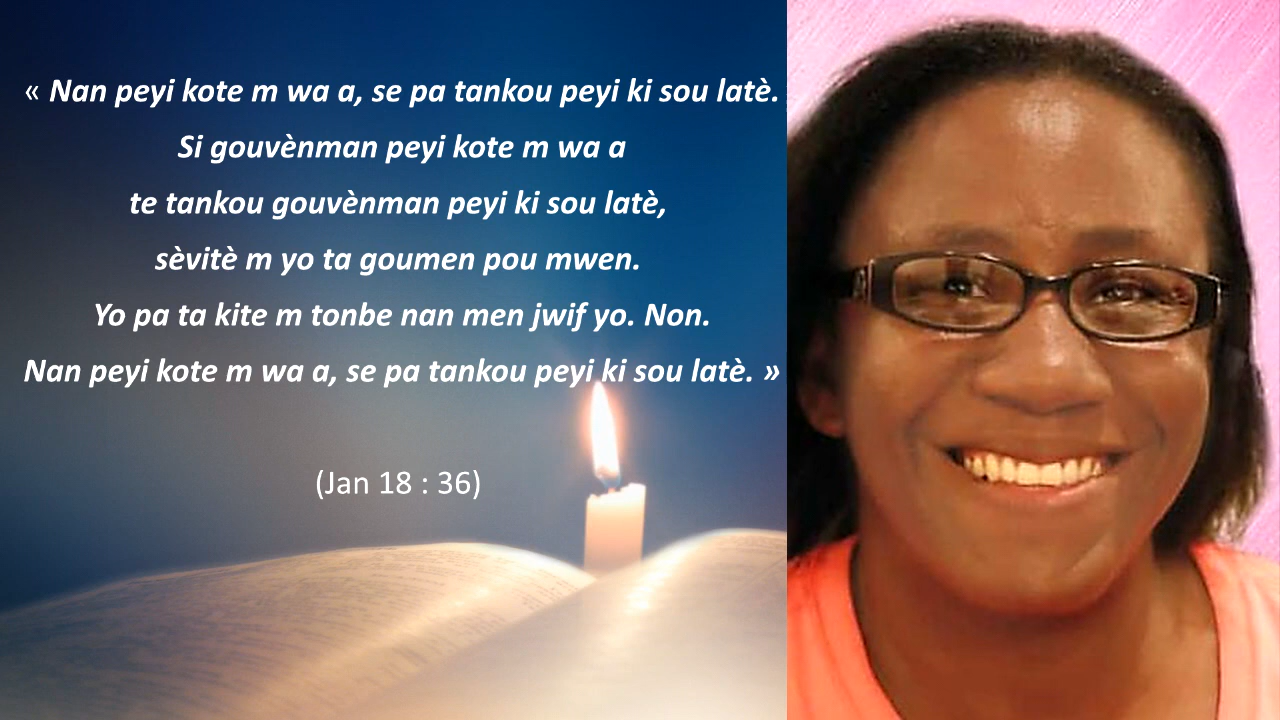 « Nan peyi kote m wa a, se pa tankou peyi ki sou latè.
Si gouvènman peyi kote m wa a
te tankou gouvènman peyi ki sou latè,
sèvitè m yo ta goumen pou mwen.
Yo pa ta kite m tonbe nan men jwif yo. Non.
Nan peyi kote m wa a, se pa tankou peyi ki sou latè. »
(Jan 18 : 36)